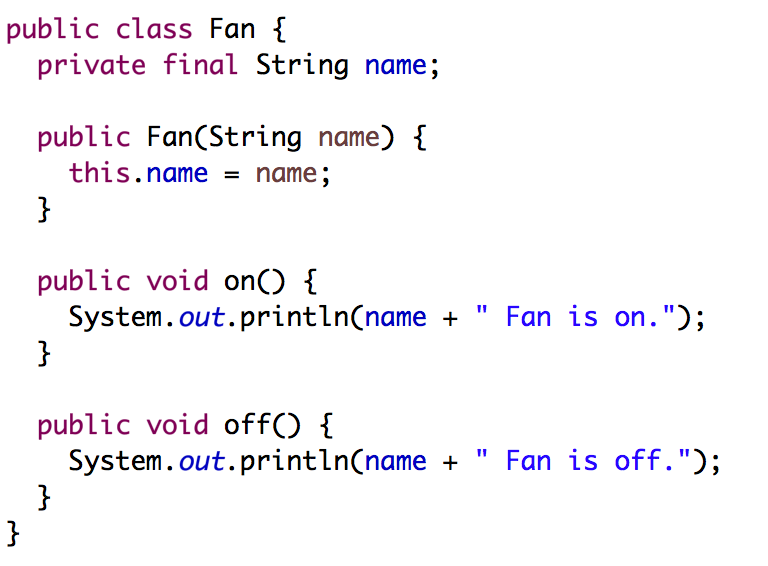 public class Fan {
  private final String name;

  public Fan(String name) {
    this.name = name;
  }

  public void on() {
    System.out.println(name + " Fan is on.");
  }

  public void off() {
    System.out.println(name + " Fan is off.");
  }
}